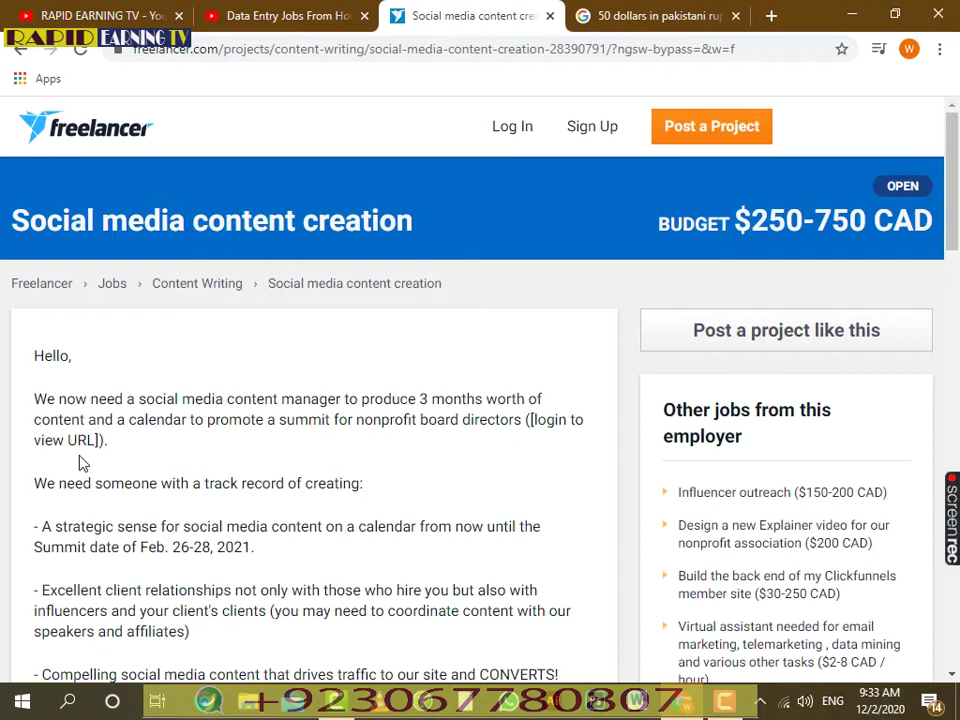 RAPID EARNING TV - You
Data Entry Jobs From Ho
Social media content crea
50 dollars in pakistani rup
RAPID EARNING TV
freelancer.com/projects/content-writing/social-media-content-creation-28390791/?ngsw-bypass=&w=f
W
Apps
freelancer
Log In
Sign Up
Post a Project
OPEN
Social media content creation
BUDGET $250-750 CAD
Freelancer › Jobs › Content Writing › Social media content creation
Hello,
We now need a social media content manager to produce 3 months worth of
content and a calendar to promote a summit for nonprofit board directors ([login to
view URL]).
We need someone with a track record of creating:
- A strategic sense for social media content on a calendar from now until the
Summit date of Feb. 26-28, 2021.
- Excellent client relationships not only with those who hire you but also with
influencers and your client's clients (you may need to coordinate content with our
speakers and affiliates)
- Compelling social media content that drives traffic to our site and CONVERTS!
Post a project like this
Other jobs from this
employer
Influencer outreach ($150-200 CAD)
Design a new Explainer video for our
nonprofit association ($200 CAD)
Build the back end of my Clickfunnels
member site ($30-250 CAD)
Virtual assistant needed for email
marketing, telemarketing , data mining
and various other tasks ($2-8 CAD /
hour)
screenrec
+923067780807
ENG
9:33 AM
12/2/2020
14